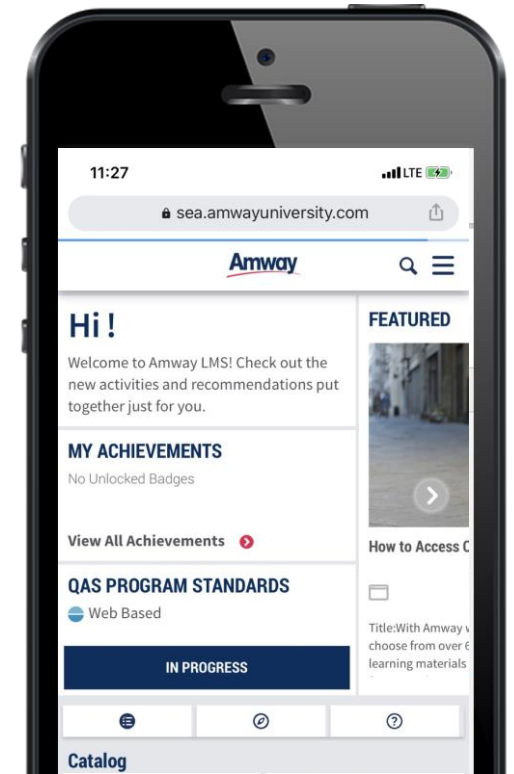 11:27
LTE
sea.amwayuniversity.com
Amway
Hi !
Welcome to Amway LMS! Check out the
new activities and recommendations put
together just for you.
MY ACHIEVEMENTS
No Unlocked Badges
View All Achievements
QAS PROGRAM STANDARDS
Web Based
IN PROGRESS
FEATURED
How to Access
Title:With Amway
choose from over
learning materials
Catalog